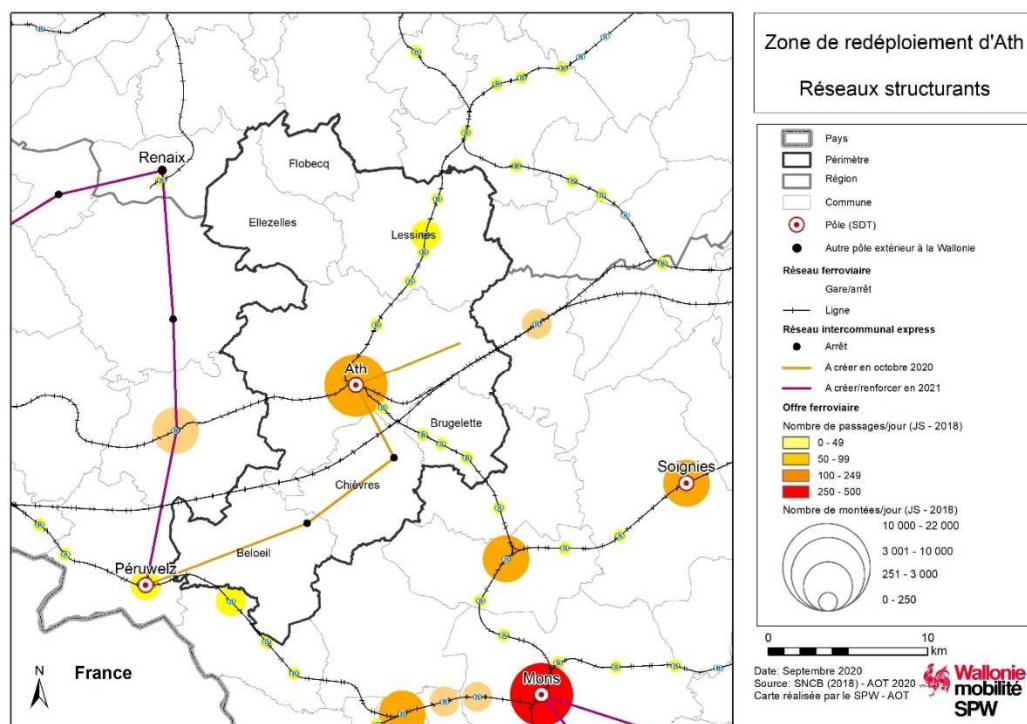 Zone de redéploiement d'Ath
Réseaux structurants
Pays
Périmètre
Région
Commune
Pôle (SDT)
Autre pôle extérieur à la Wallonie
Réseau ferroviaire
Gare/arrêt
Ligne
Réseau intercommunal express
Arrêt
A créer en octobre 2020
A créer/renforcer en 2021
Offre ferroviaire
Nombre de passages/jour (JS - 2018)
0 - 49
50 - 99
100 - 249
250 - 500
Nombre de montées/jour (JS - 2018)
10 000 - 22 000
3 001 - 10 000
251 - 3 000
0 - 250
0 10
km
Date: Septembre 2020
Source: SNCB (2018) - AOT 2020
Carte réalisée par le SPW - AOT
Wallonie
mobilité
SPW
Renaix
Flobecq
Ellezelles
Lessines
Ath
Brugelette
Soignies
Chièvres
Beloeil
Péruwelz
Mons
France
N